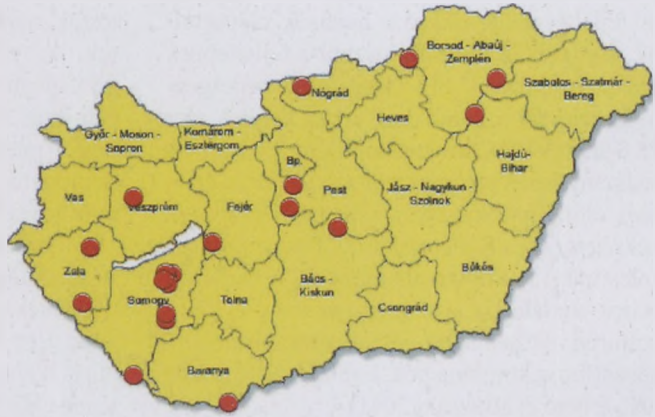 Borsod - Abaúj -
Zemplén
Szabolcs - Szatmár -
Bereg
Nógrád
Heves
Győr - Moson -
Sopron
Komárom -
Esztergom
Hajdú-
Bihar
Bp.
Pest
Jász - Nagykun -
Szolnok
Vas
Veszprém
Fejér
Zala
Somogy
Tolna
Bács -
Kiskun
Békés
Csongrád
Baranya